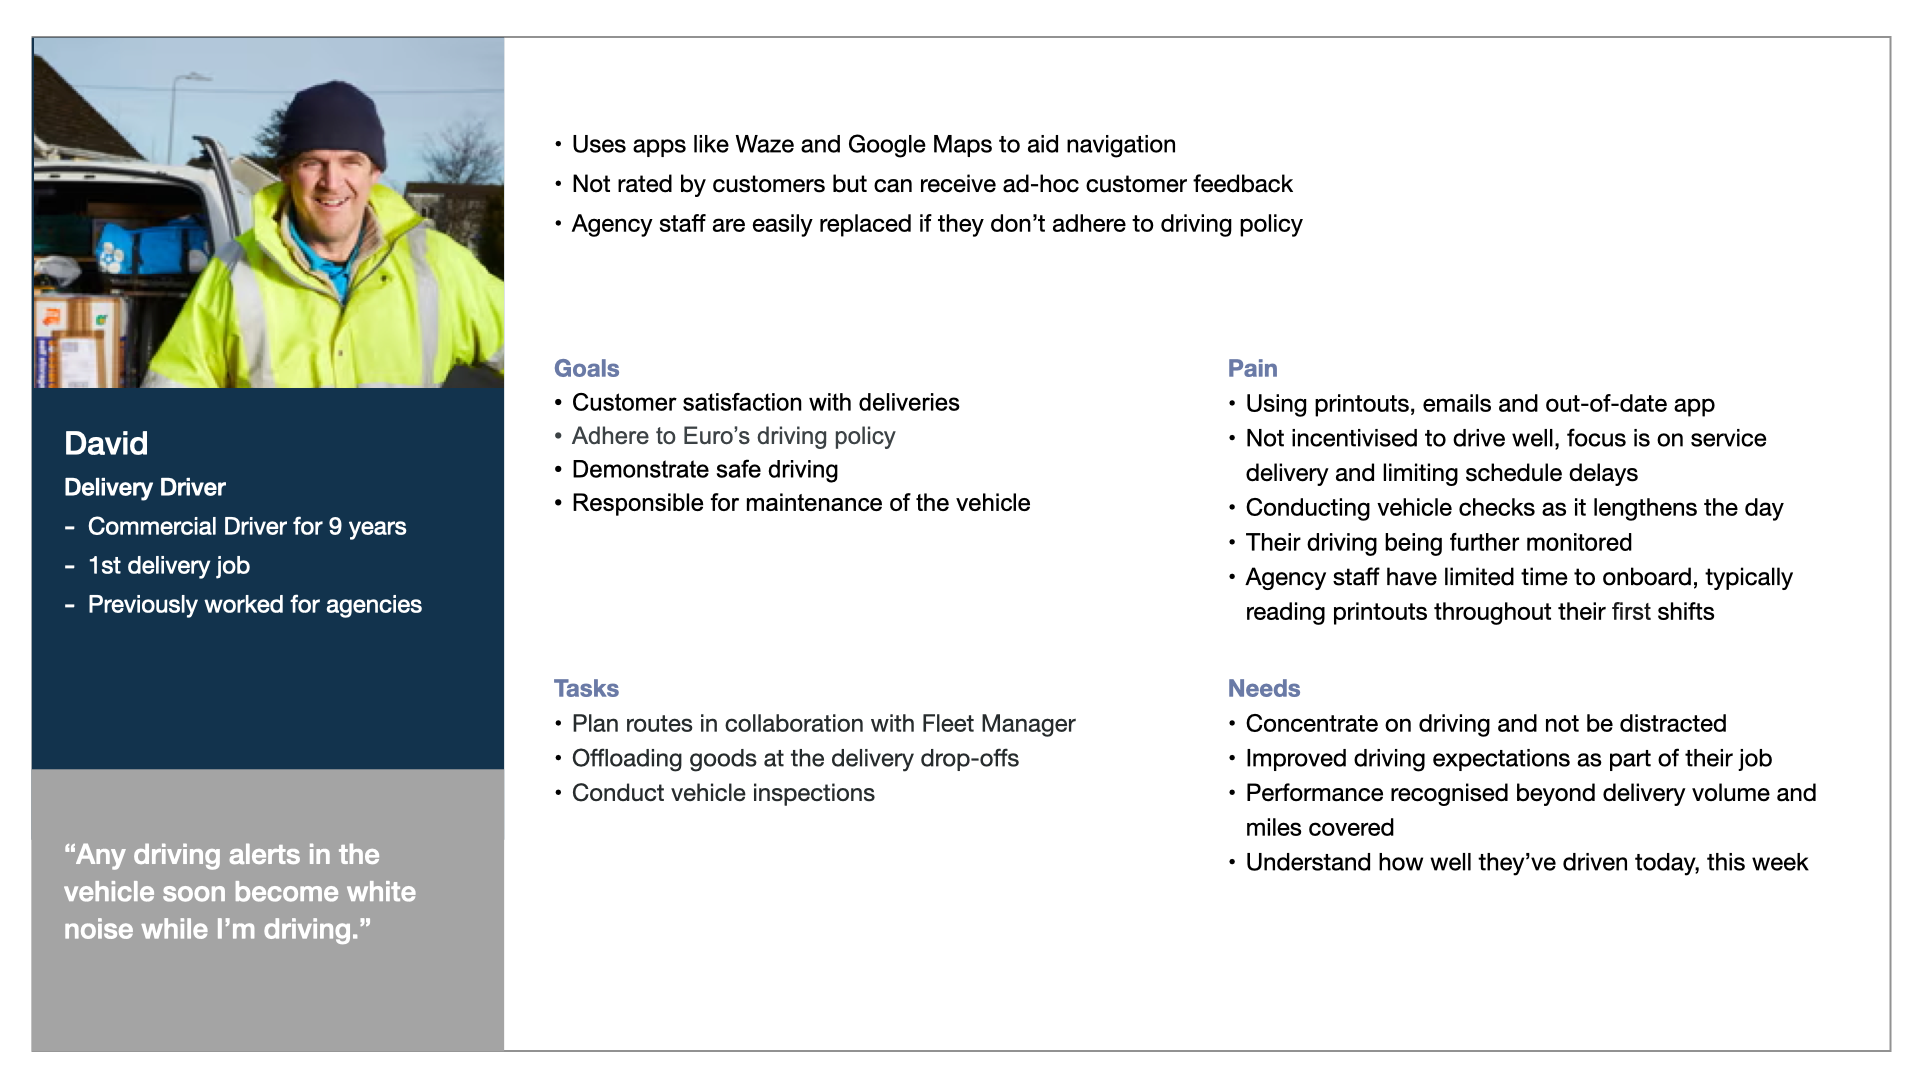 • Uses apps like Waze and Google Maps to aid navigation
• Not rated by customers but can receive ad-hoc customer feedback
• Agency staff are easily replaced if they don’t adhere to driving policy
David
Delivery Driver
– Commercial Driver for 9 years
– 1st delivery job
– Previously worked for agencies
“Any driving alerts in the
vehicle soon become white
noise while I’m driving.”
Goals
• Customer satisfaction with deliveries
• Adhere to Euro’s driving policy
• Demonstrate safe driving
• Responsible for maintenance of the vehicle
Pain
• Using printouts, emails and out-of-date app
• Not incentivised to drive well, focus is on service
delivery and limiting schedule delays
• Conducting vehicle checks as it lengthens the day
• Their driving being further monitored
• Agency staff have limited time to onboard, typically
reading printouts throughout their first shifts
Tasks
• Plan routes in collaboration with Fleet Manager
• Offloading goods at the delivery drop-offs
• Conduct vehicle inspections
Needs
• Concentrate on driving and not be distracted
• Improved driving expectations as part of their job
• Performance recognised beyond delivery volume and
miles covered
• Understand how well they’ve driven today, this week